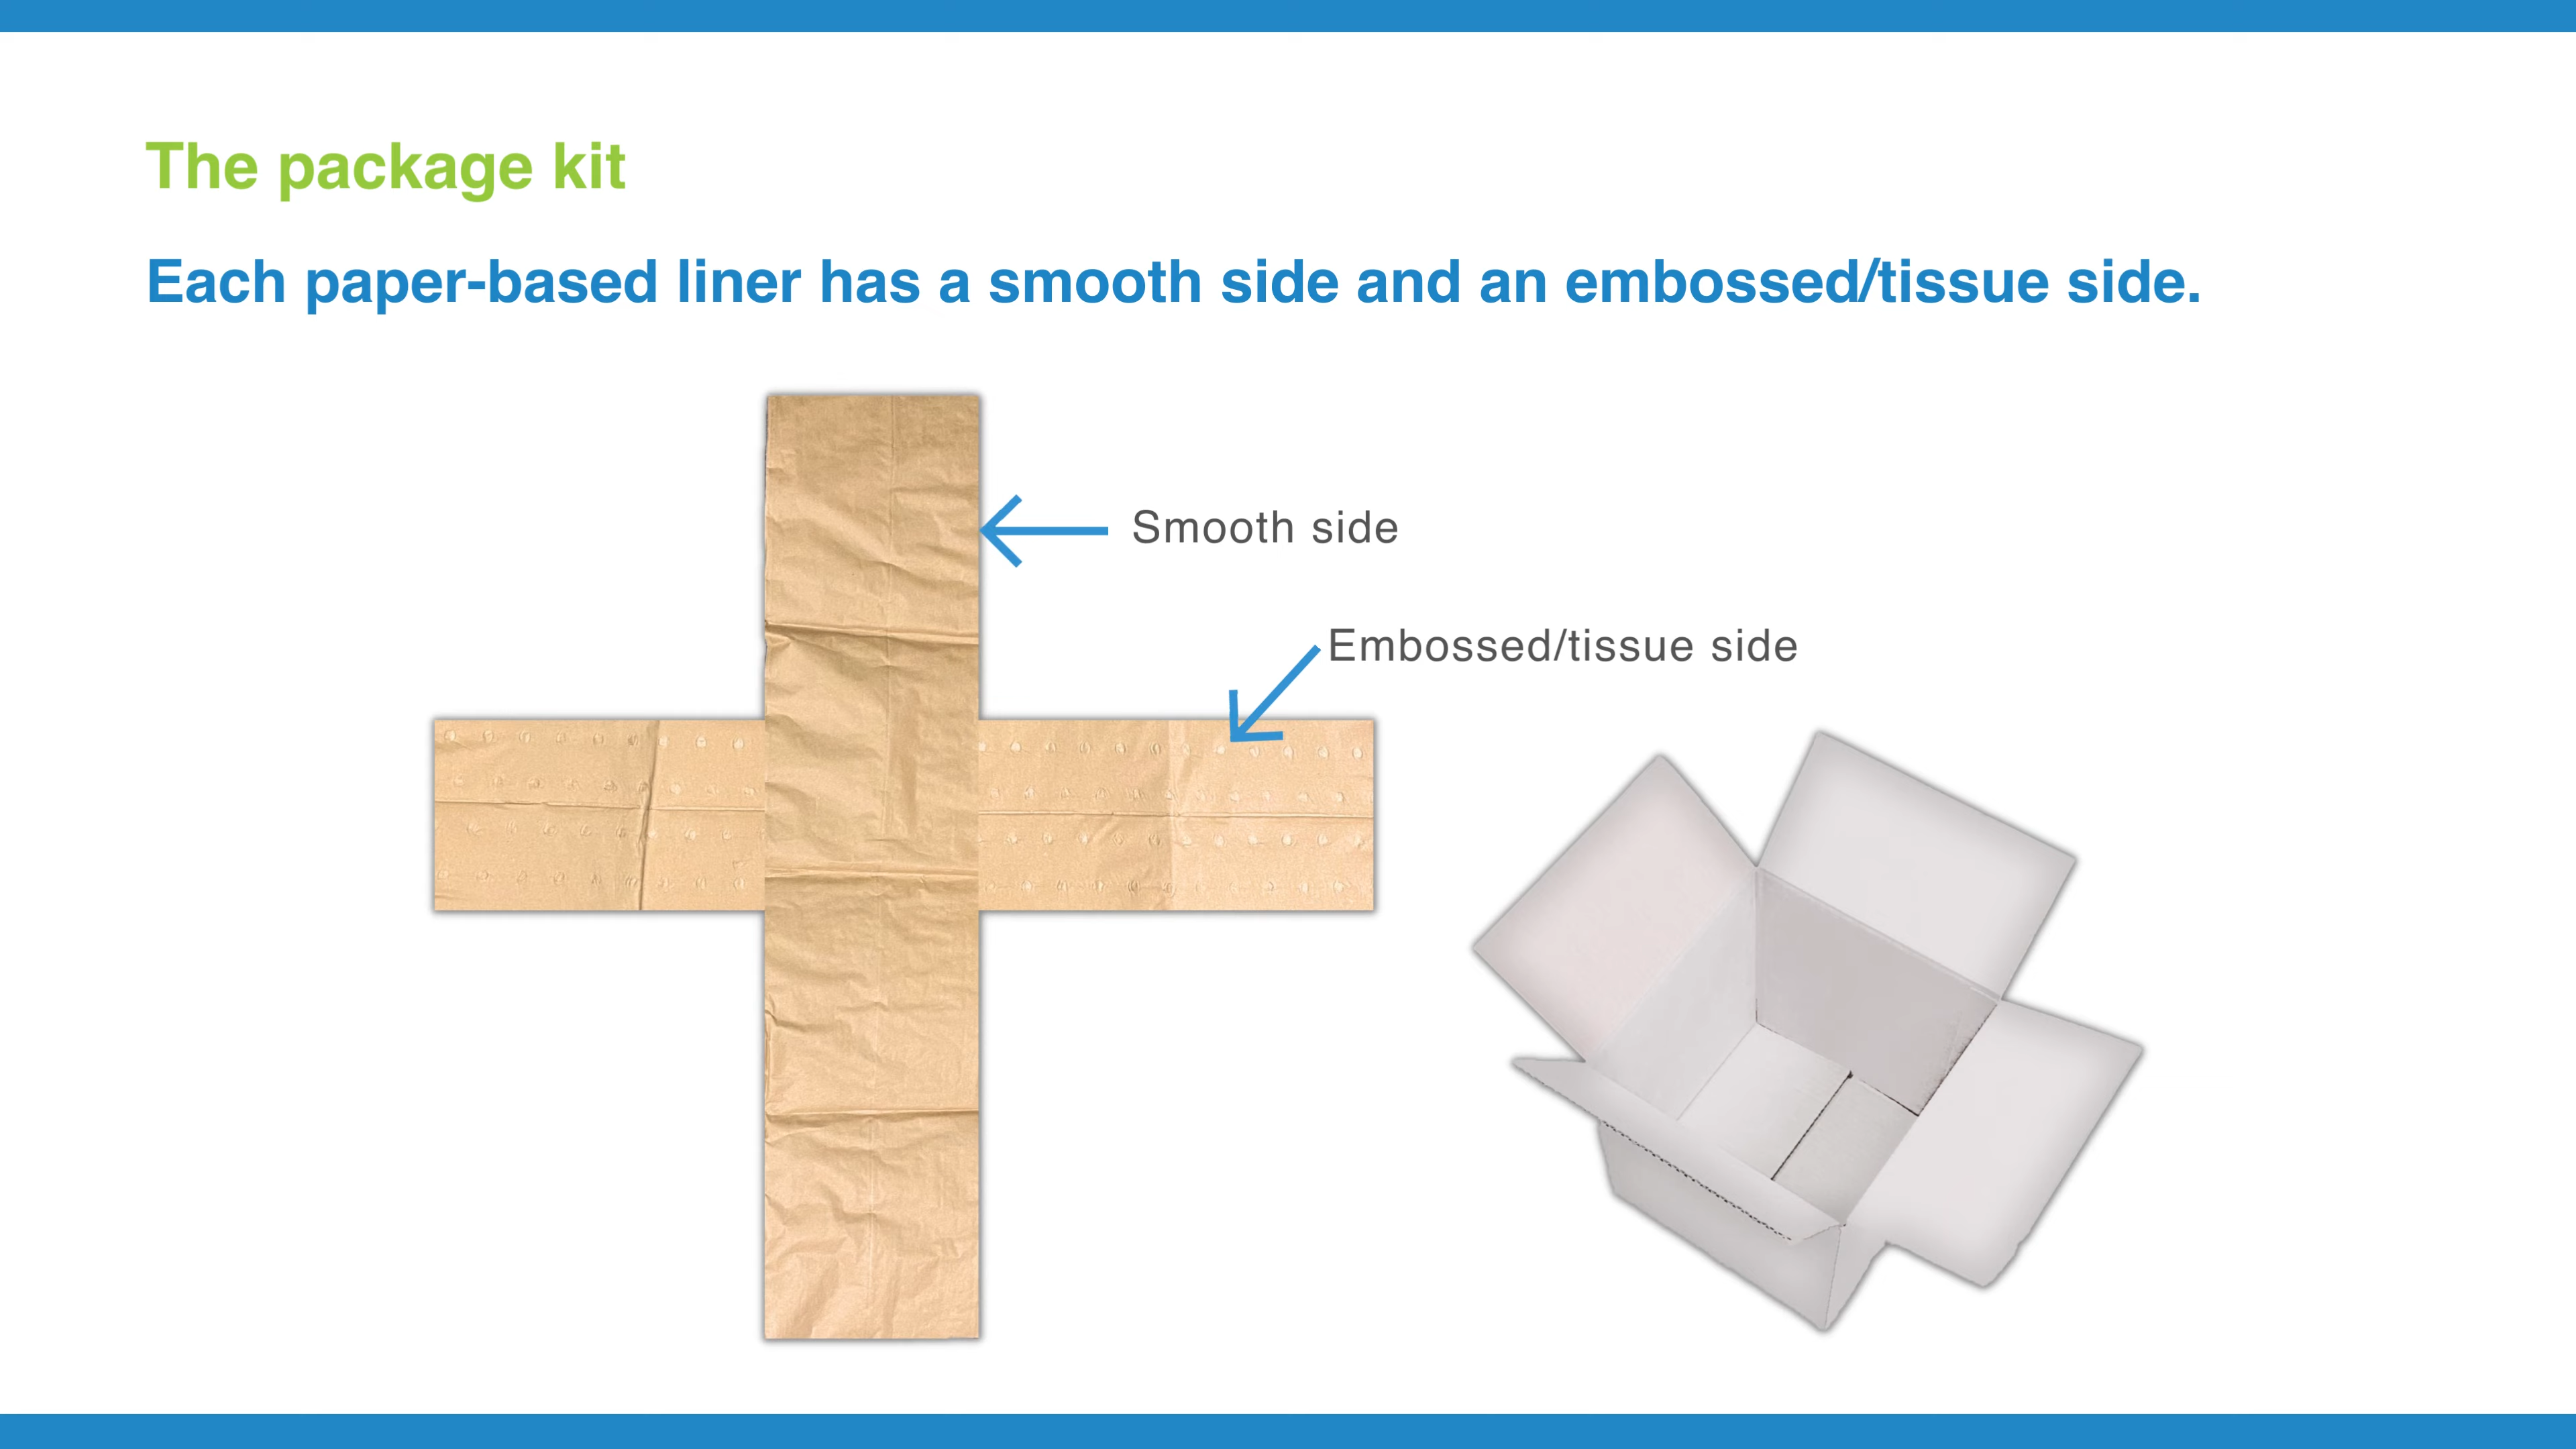 The package kit
Each paper-based liner has a smooth side and an embossed/tissue side.
Smooth side
Embossed/tissue side